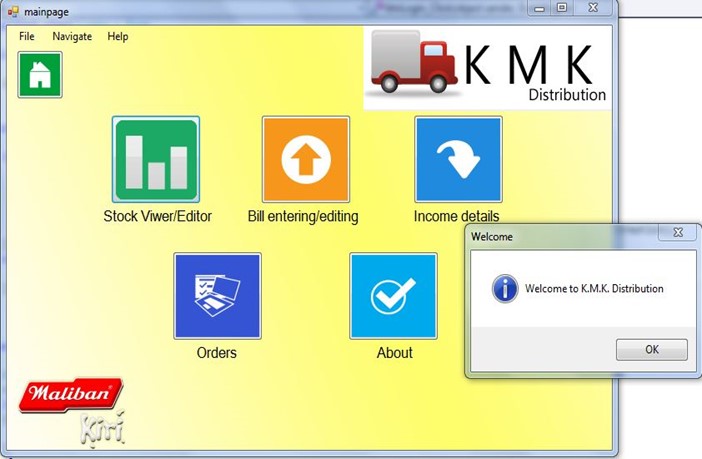 mainpage
File Navigate Help
K M K
Distribution
Stock Viwer/Editor
Bill entering/editing
Income details
Welcome
Welcome to K.M.K. Distribution
OK
Orders
About
Maliban
Kiri